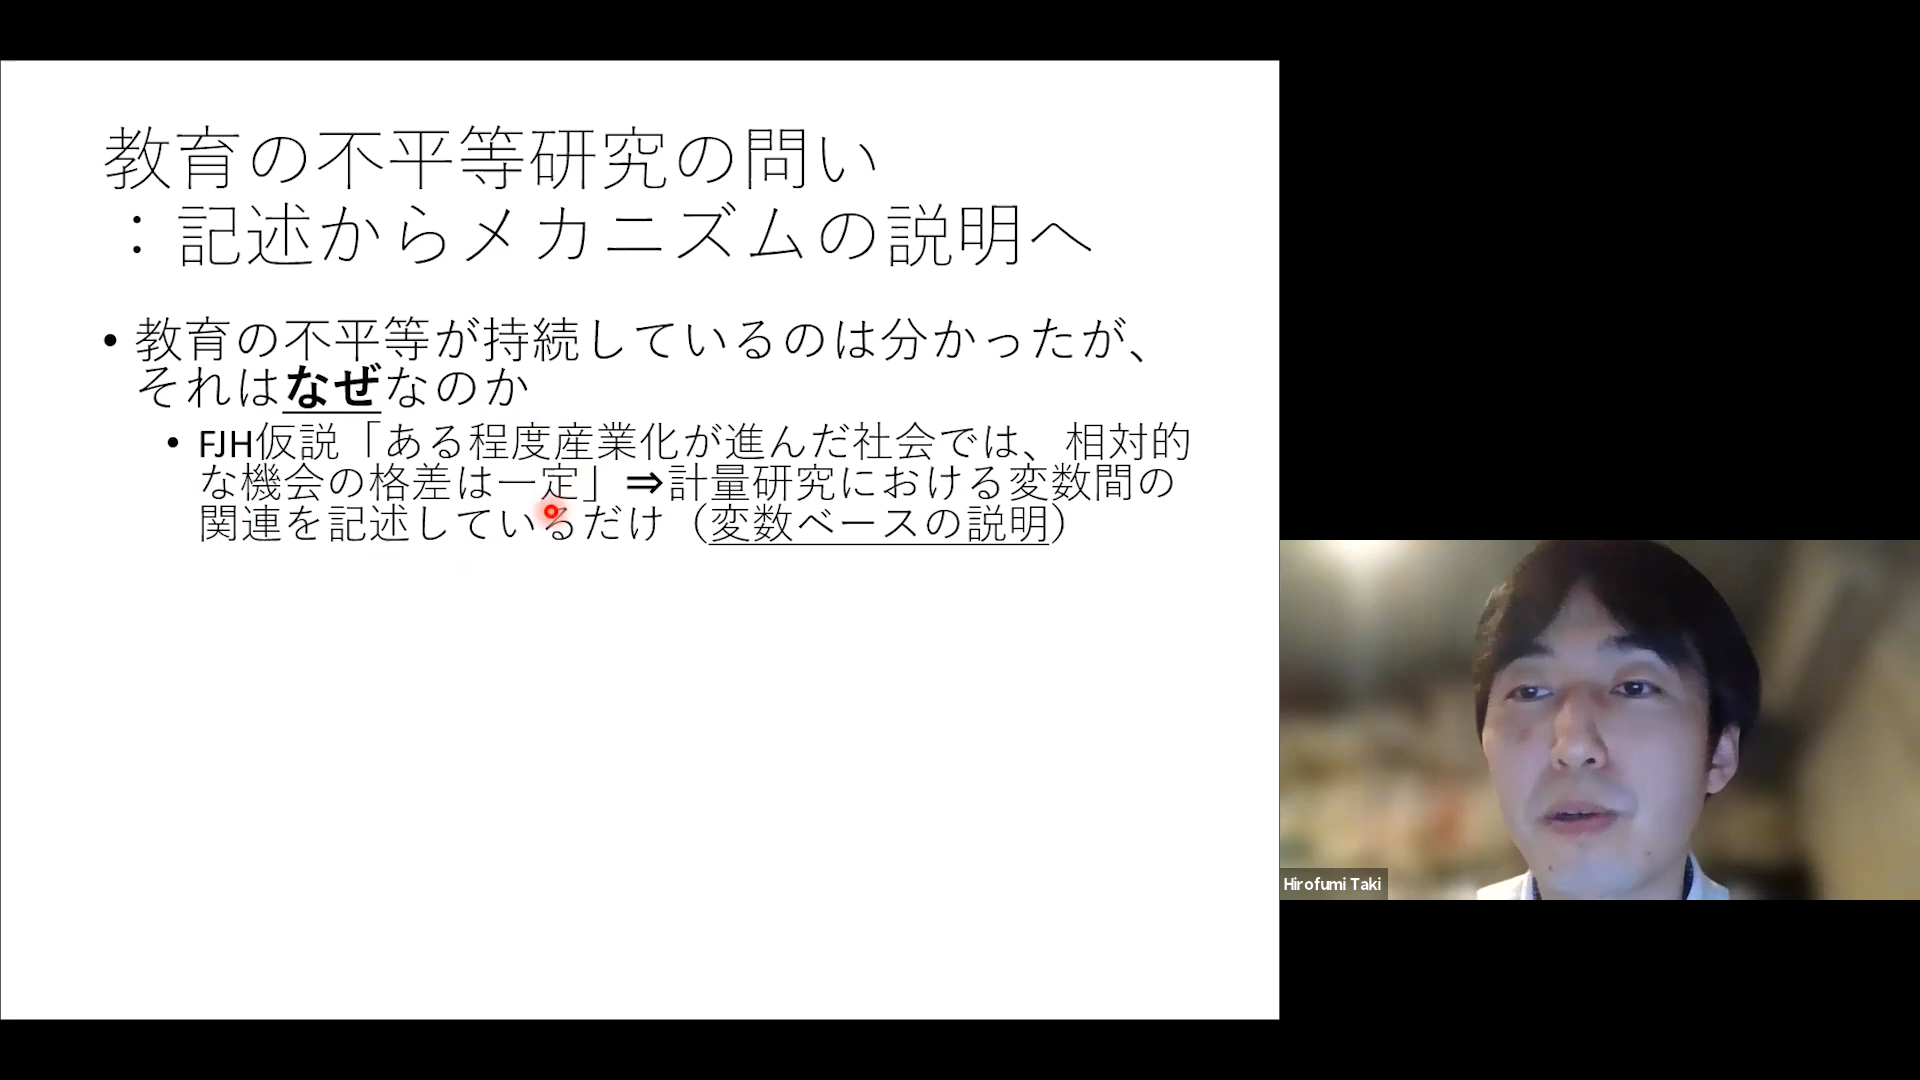 教育の不平等研究の問い
：記述からメカニズムの説明へ
• 教育の不平等が持続しているのは分かったが、
それはなぜなのか
• FJH仮説「ある程度産業化が進んだ社会では、相対的
な機会の格差は一定」⇒計量研究における変数間の
関連を記述しているだけ（変数ベースの説明）
Hirofumi Taki